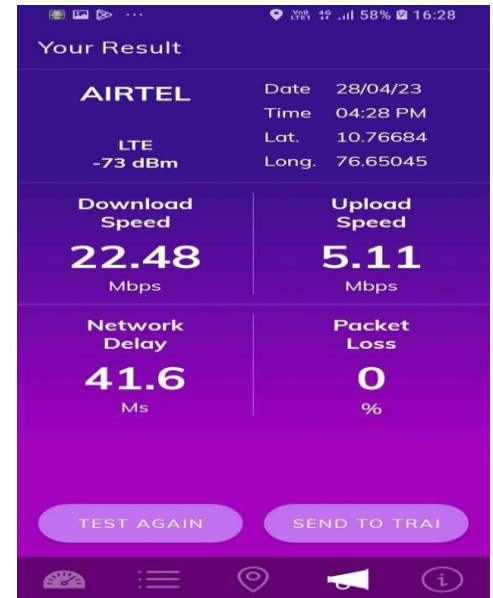 58% 16:28
Your Result
AIRTEL
LTE
-73 dBm
Date 28/04/23
Time 04:28 PM
Lat. 10.76684
Long. 76.65045
Download
Speed
22.48
Mbps
Upload
Speed
5.11
Mbps
Network
Delay
41.6
Ms
Packet
Loss
0
%
TEST AGAIN
SEND TO TRAI